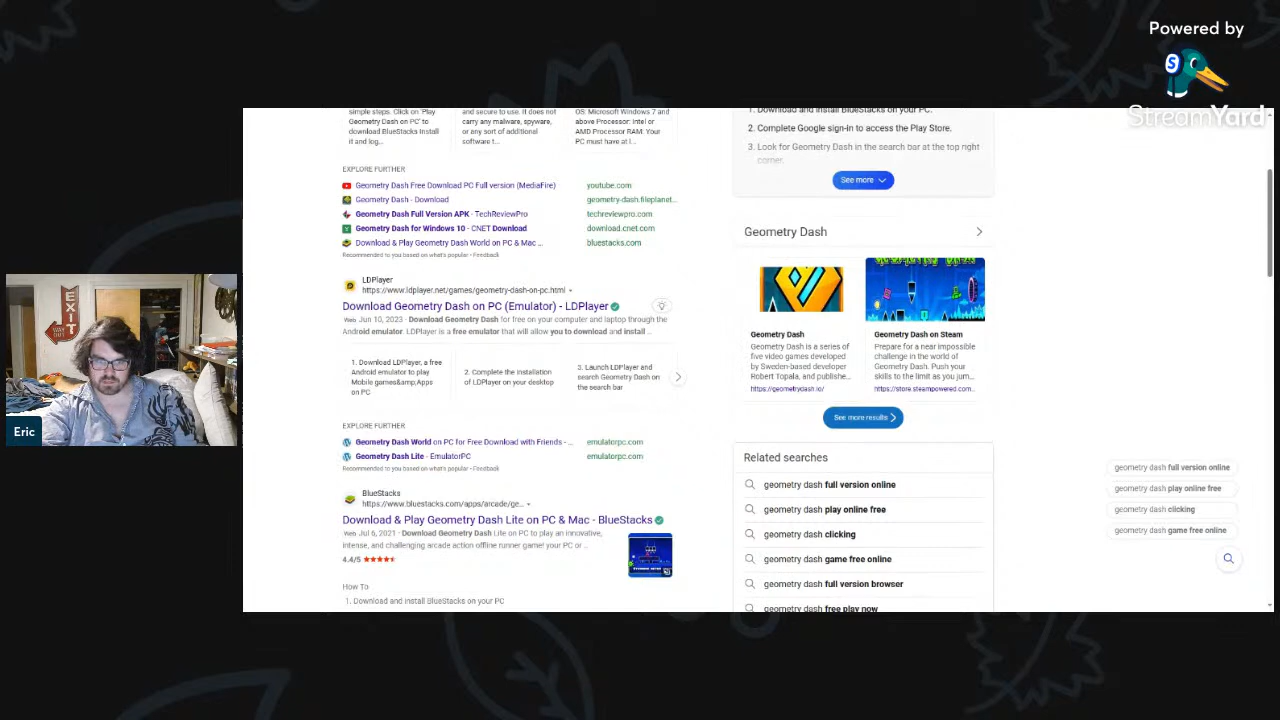 Powered by
S
StreamYard
simple steps. Click on 'Play
Geometry Dash on PC' to
download BlueStacks Install
it and log...
and secure to use. It does not
carry any malware, spyware,
or any sort of additional
software t...
OS: Microsoft Windows 7 and
above Processor: Intel or
AMD Processor RAM: Your
PC must have at l...
EXPLORE FURTHER
Geometry Dash Free Download PC Full version (MediaFire) youtube.com
Geometry Dash - Download geometry-dash.fileplanet...
Geometry Dash Full Version APK - TechReviewPro techreviewpro.com
Geometry Dash for Windows 10 - CNET Download download.cnet.com
Download & Play Geometry Dash World on PC & Mac ... bluestacks.com
Recommended to you based on what's popular • Feedback
LDPlayer
https://www.ldplayer.net/games/geometry-dash-on-pc.html
Download Geometry Dash on PC (Emulator) - LDPlayer
Web Jun 10, 2023 · Download Geometry Dash for free on your computer and laptop through the
Android emulator. LDPlayer is a free emulator that will allow you to download and install ...
1. Download LDPlayer, a free
Android emulator to play
Mobile games&amp;Apps
on PC
2. Complete the installation
of LDPlayer on your desktop
3. Launch LDPlayer and
search Geometry Dash on
the search bar
EXPLORE FURTHER
Geometry Dash World on PC for Free Download with Friends - ... emulatorpc.com
Geometry Dash Lite - EmulatorPC emulatorpc.com
Recommended to you based on what's popular • Feedback
BlueStacks
https://www.bluestacks.com/apps/arcade/ge...
Download & Play Geometry Dash Lite on PC & Mac - BlueStacks
Web Jul 6, 2021 · Download Geometry Dash Lite on PC to play an innovative,
intense, and challenging arcade action offline runner game! your PC or ...
4.4/5
How To
1. Download and install BlueStacks on your PC
1. Download and install BlueStacks on your PC.
2. Complete Google sign-in to access the Play Store.
3. Look for Geometry Dash in the search bar at the top right
corner.
See more
Geometry Dash
Geometry Dash
Geometry Dash is a series of
five video games developed
by Sweden-based developer
Robert Topala, and publishe...
https://geometrydash.io/
Geometry Dash on Steam
Prepare for a near impossible
challenge in the world of
Geometry Dash. Push your
skills to the limit as you jum...
https://store.steampowered.com...
See more results
Related searches
geometry dash full version online
geometry dash play online free
geometry dash clicking
geometry dash game free online
geometry dash full version browser
geometry dash free play now
geometry dash full version online
geometry dash play online free
geometry dash clicking
geometry dash game free online
EXIT
WAY OUT
Eric